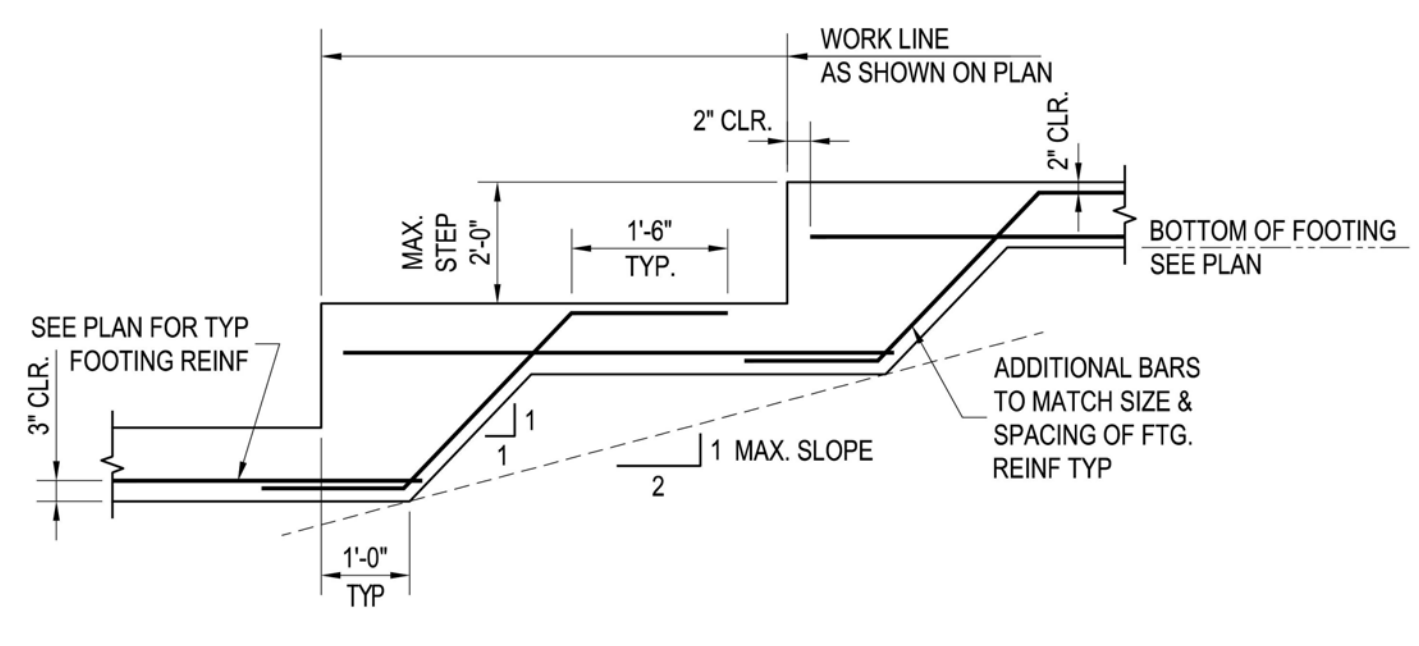 WORK LINE
AS SHOWN ON PLAN
2" CLR.
2" CLR.
MAX.
STEP
2'-0"
1'-6"
TYP.
BOTTOM OF FOOTING
SEE PLAN
SEE PLAN FOR TYP
FOOTING REINF
3" CLR.
ADDITIONAL BARS
TO MATCH SIZE &
SPACING OF FTG.
REINF TYP
1
1
1 MAX. SLOPE
2
1'-0"
TYP